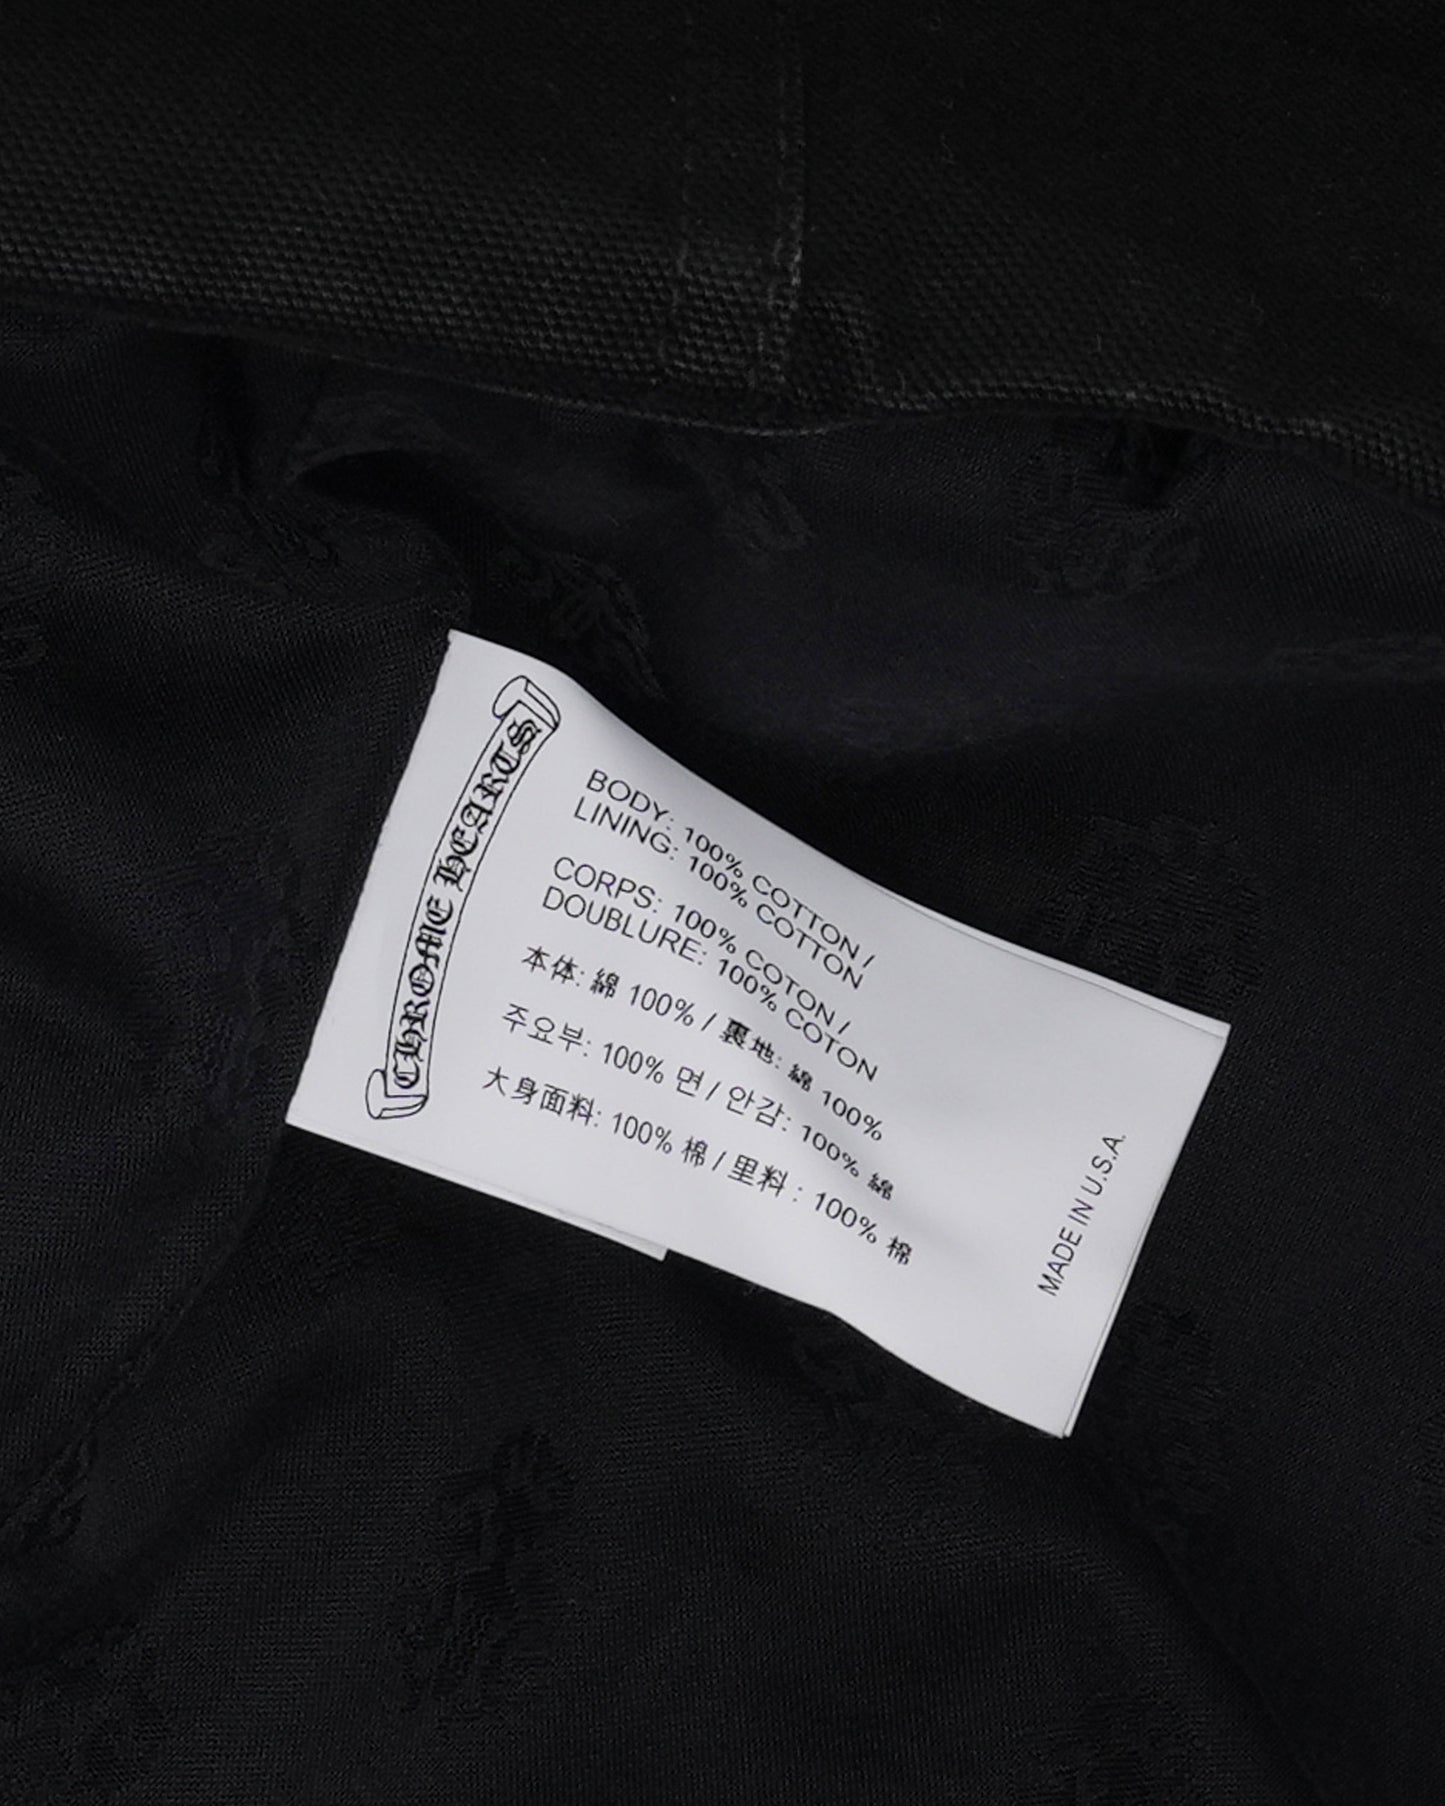 CHROME HEARTS
BODY: 100% COTTON /
LINING: 100% COTTON
CORPS: 100% COTON /
DOUBLURE: 100% COTON
本体: 綿 100% / 裏地: 綿 100%
주요부: 100% 면 / 안감: 100% 綿
大身面料: 100% 棉 / 里料 : 100% 棉
MADE IN U.S.A.